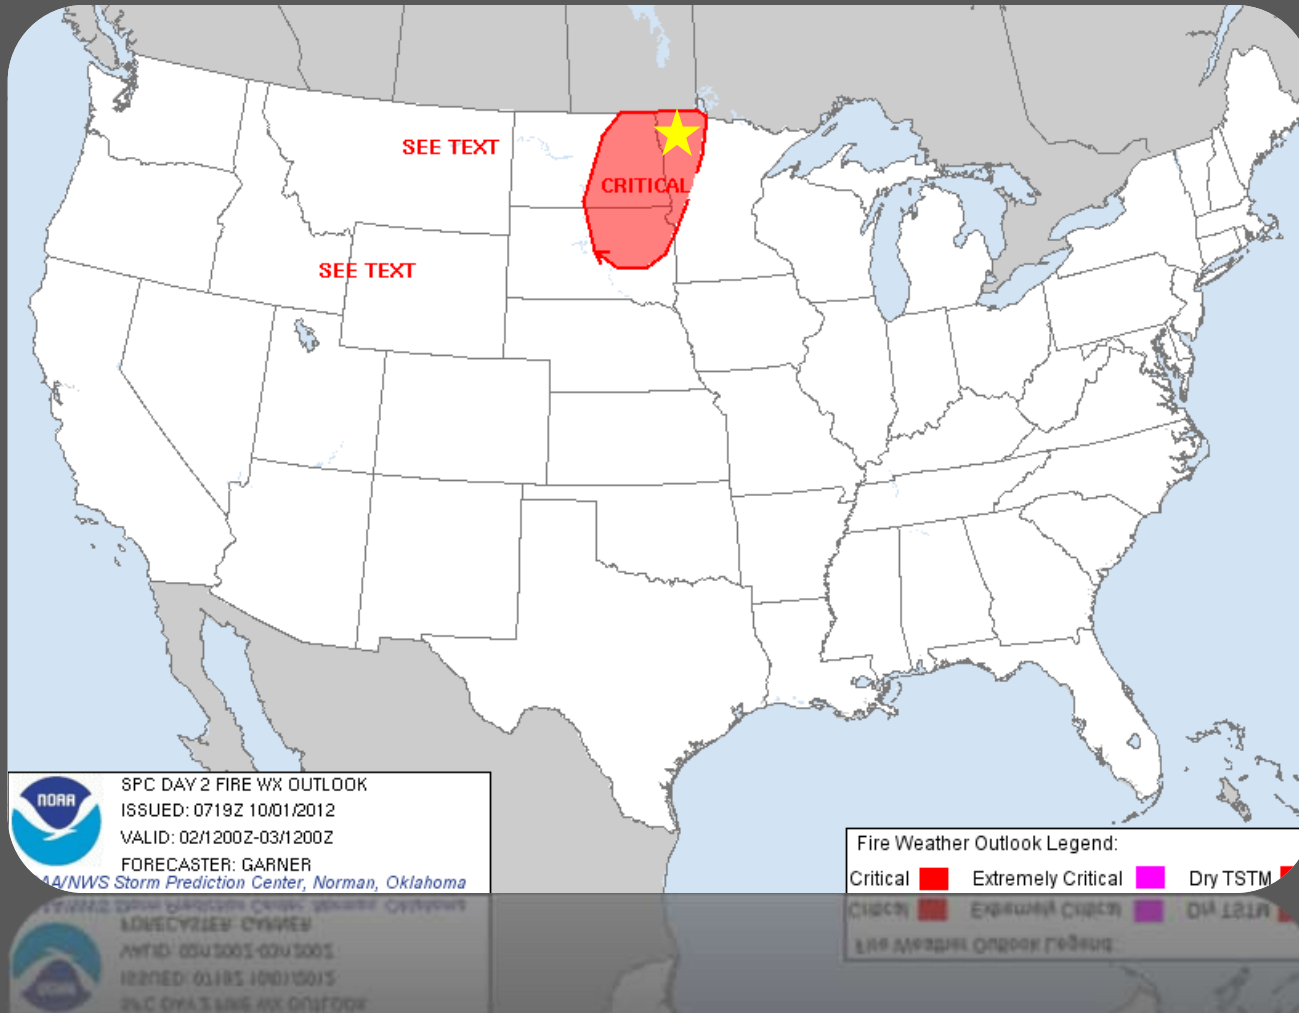 SEE TEXT
CRITICAL
SEE TEXT
NOAA
SPC DAY 2 FIRE WX OUTLOOK
ISSUED: 0719Z 10/01/2012
VALID: 02/1200Z-03/1200Z
FORECASTER: GARNER
AA/NWS Storm Prediction Center, Norman, Oklahoma
Fire Weather Outlook Legend:
Critical Extremely Critical Dry TSTM